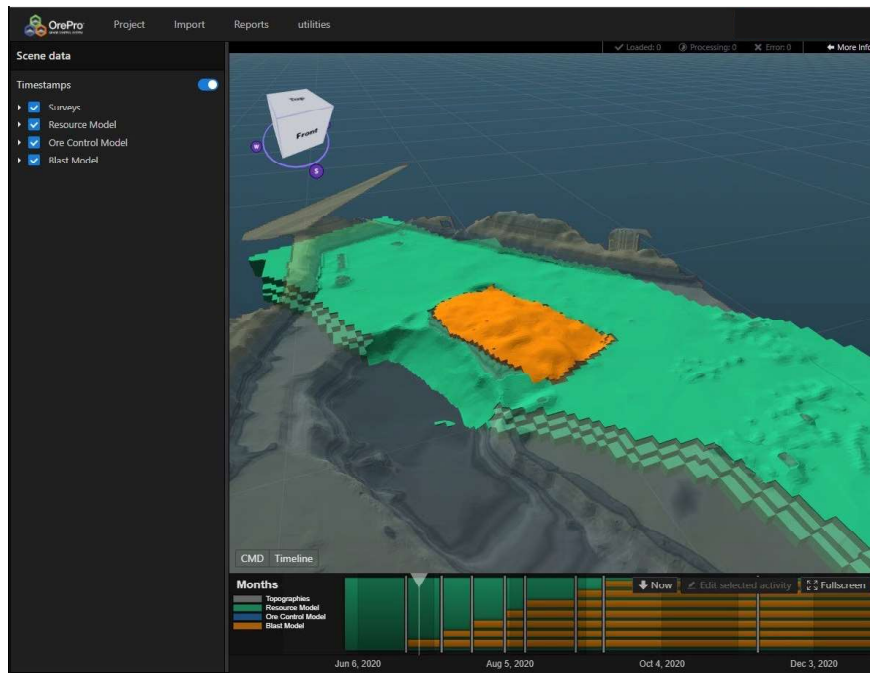 OrePro
Project
Import
Reports
utilities
Scene data
Loaded: 0
Processing: 0
Error: 0
More Info
Timestamps
Surveys
Resource Model
Ore Control Model
Blast Model
Top
Front
W
S
CMD
Timeline
Months
Topographies
Resource Model
Ore Control Model
Blast Model
Now
Edit selected activity
Fullscreen
Jun 6, 2020
Aug 5, 2020
Oct 4, 2020
Dec 3, 2020